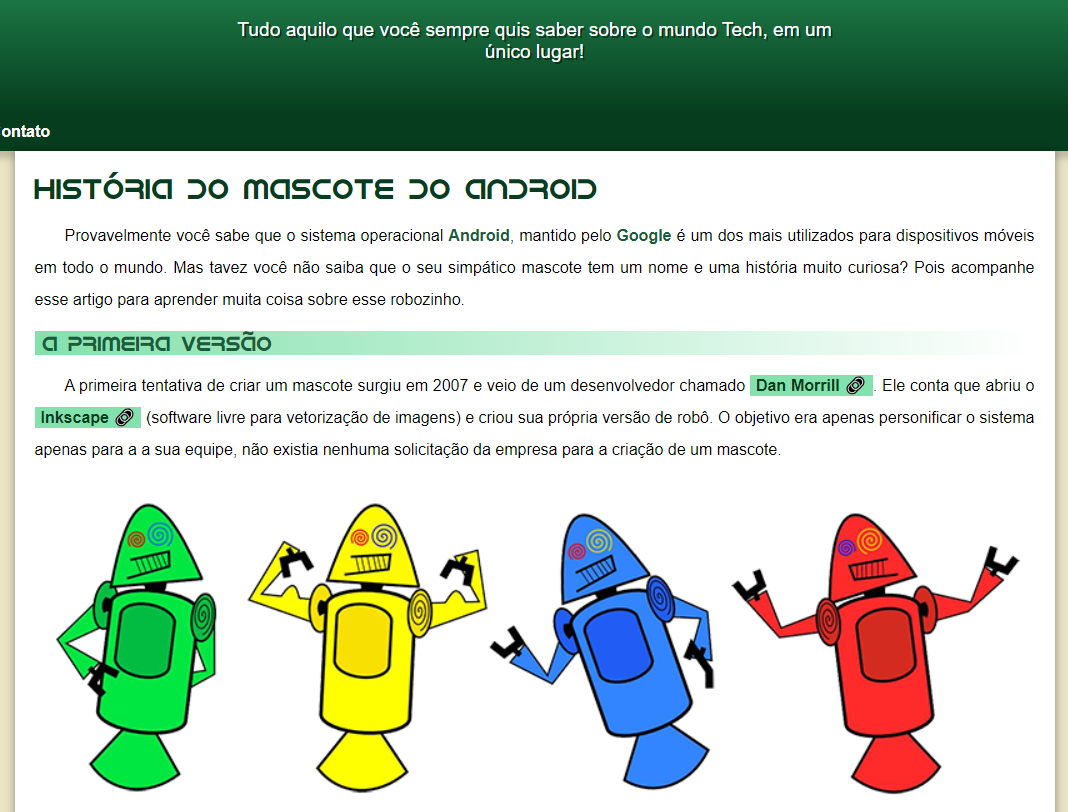 Tudo aquilo que você sempre quis saber sobre o mundo Tech, em um
único lugar!
ontato
História do Mascote do Android
Provavelmente você sabe que o sistema operacional Android, mantido pelo Google é um dos mais utilizados para dispositivos móveis
em todo o mundo. Mas tavez você não saiba que o seu simpático mascote tem um nome e uma história muito curiosa? Pois acompanhe
esse artigo para aprender muita coisa sobre esse robozinho.
A primeira versão
A primeira tentativa de criar um mascote surgiu em 2007 e veio de um desenvolvedor chamado Dan Morrill. Ele conta que abriu o
Inkscape (software livre para vetorização de imagens) e criou sua própria versão de robô. O objetivo era apenas personificar o sistema
apenas para a a sua equipe, não existia nenhuma solicitação da empresa para a criação de um mascote.